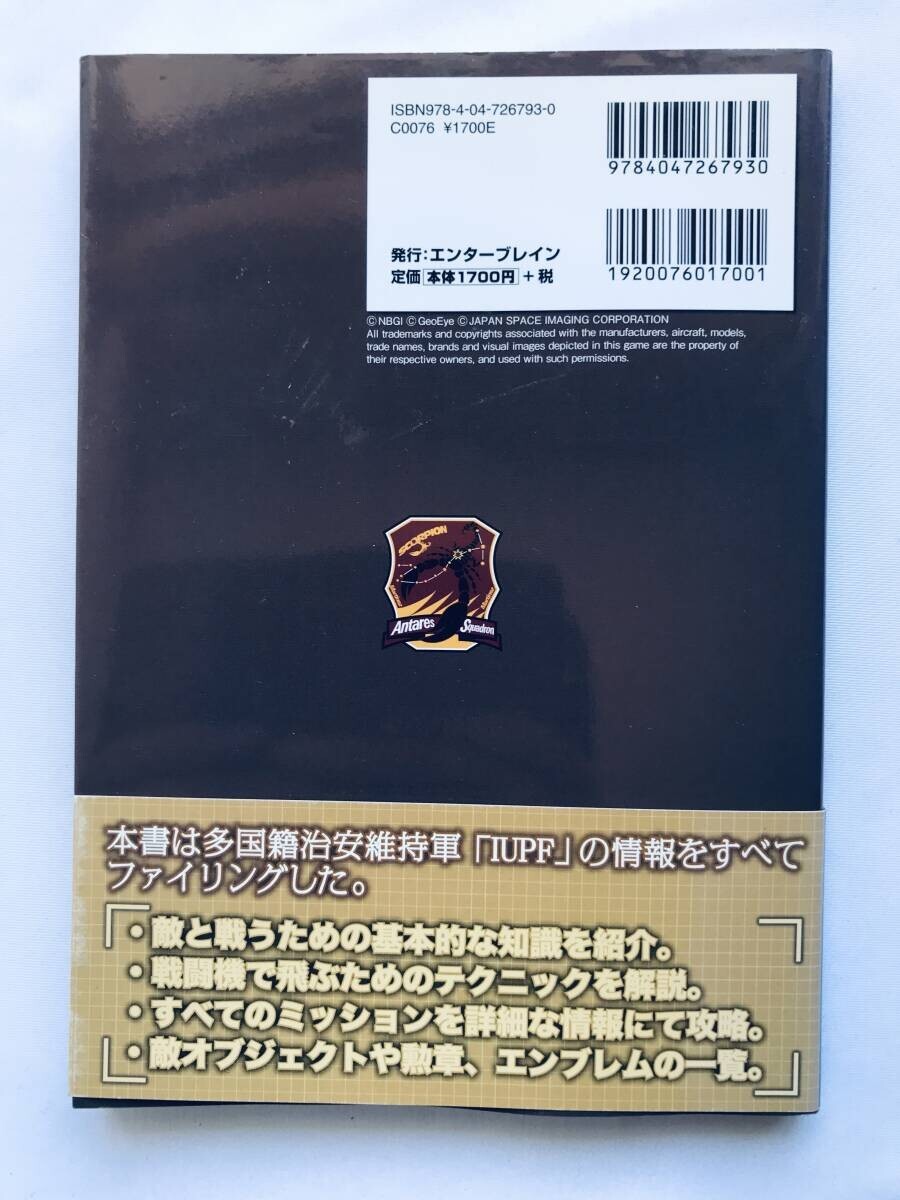 ISBN978-4-04-726793-0
C0076 ¥1700E
9784047267930
発行:エンターブレイン
定価 本体1700円 +税
1920076017001
©NBGI ©GeoEye ©JAPAN SPACE IMAGING CORPORATION
All trademarks and copyrights associated with the manufacturers, aircraft, models,
trade names, brands and visual images depicted in this game are the property of
their respective owners, and used with such permissions.
SCORPION
Antares Squadron
本書は多国籍治安維持軍「IUPF」の情報をすべて
ファイリングした。
・敵と戦うための基本的な知識を紹介。
・戦闘機で飛ぶためのテクニックを解説。
・すべてのミッションを詳細な情報にて攻略。
・敵オブジェクトや勲章、エンブレムの一覧。